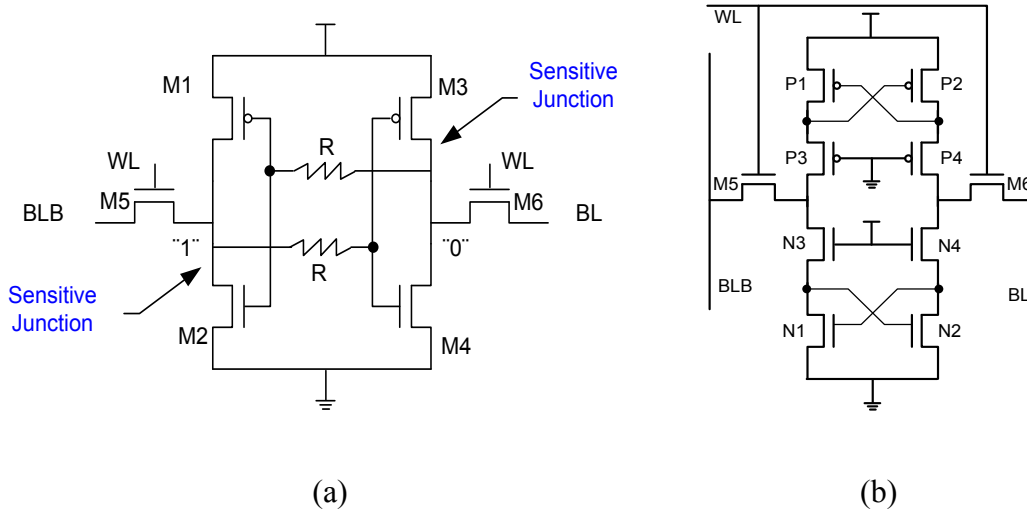 M1
M3
Sensitive
Junction
R
WL
WL
M5
M6
BLB
BL
¨1¨
¨0¨
R
Sensitive
Junction
M2
M4
(a)
WL
P1
P2
P3
P4
M5
M6
N3
N4
BLB
BL
N1
N2
(b)